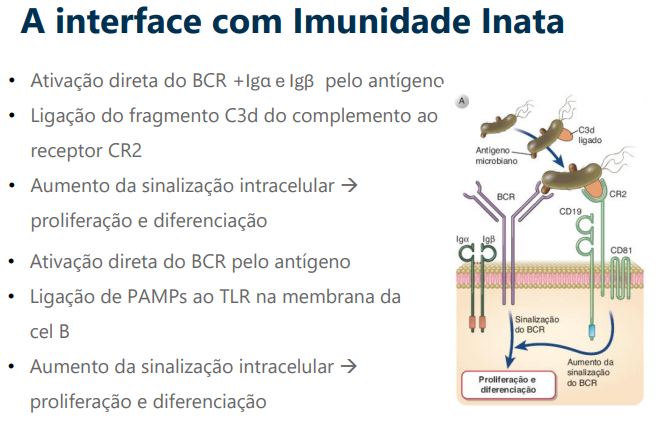 A interface com Imunidade Inata
• Ativação direta do BCR +Igα e Igβ pelo antígeno
• Ligação do fragmento C3d do complemento ao
receptor CR2
• Aumento da sinalização intracelular →
proliferação e diferenciação
• Ativação direta do BCR pelo antígeno
• Ligação de PAMPs ao TLR na membrana da
cel B
• Aumento da sinalização intracelular →
proliferação e diferenciação
A
C3d
ligado
Antígeno
microbiano
BCR
CR2
CD19
Igα
Igβ
CD81
Sinalização
do BCR
Aumento da
sinalização
do BCR
Proliferação e
diferenciação